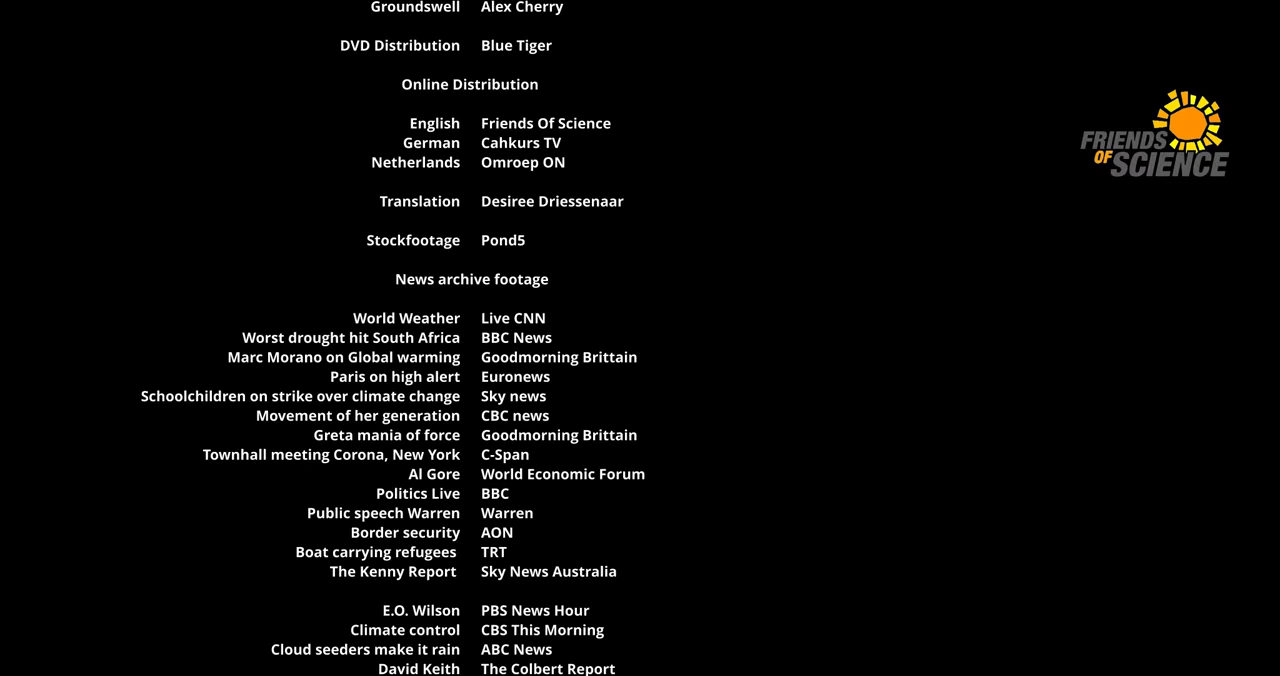 Groundswell Alex Cherry
DVD Distribution Blue Tiger
Online Distribution
English Friends Of Science
German Cahkurs TV
Netherlands Omroep ON
Translation Desiree Driessenaar
Stockfootage Pond5
News archive footage
World Weather Live CNN
Worst drought hit South Africa BBC News
Marc Morano on Global warming Goodmorning Brittain
Paris on high alert Euronews
Schoolchildren on strike over climate change Sky news
Movement of her generation CBC news
Greta mania of force Goodmorning Brittain
Townhall meeting Corona, New York C-Span
Al Gore World Economic Forum
Politics Live BBC
Public speech Warren Warren
Border security AON
Boat carrying refugees TRT
The Kenny Report Sky News Australia
E.O. Wilson PBS News Hour
Climate control CBS This Morning
Cloud seeders make it rain ABC News
David Keith The Colbert Report
FRIENDS
OF SCIENCE